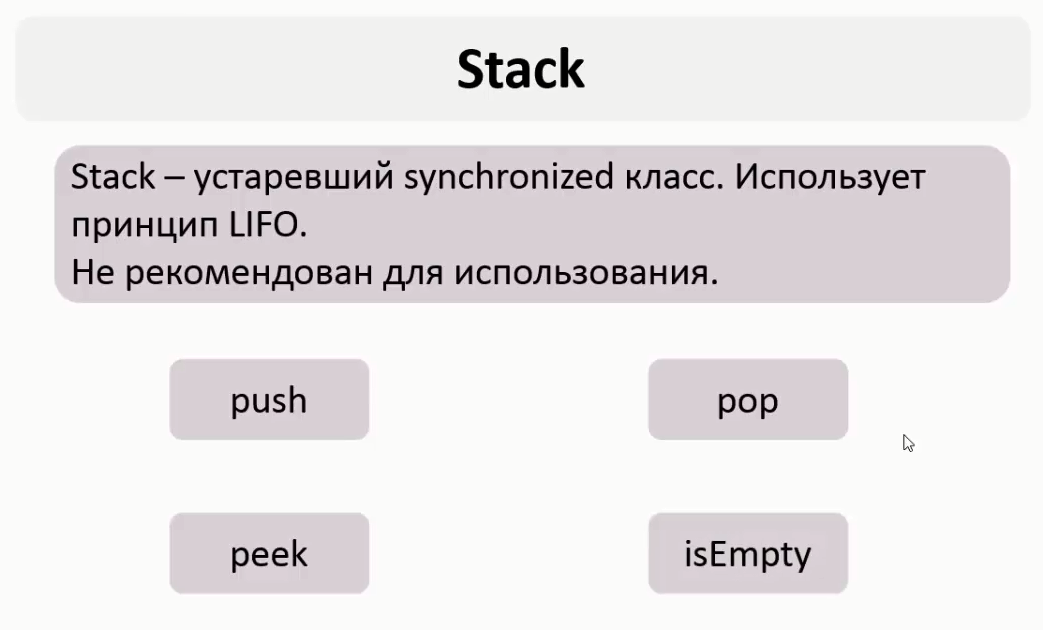 Stack
Stack – устаревший synchronized класс. Использует
принцип LIFO.
Не рекомендован для использования.
push
pop
peek
isEmpty